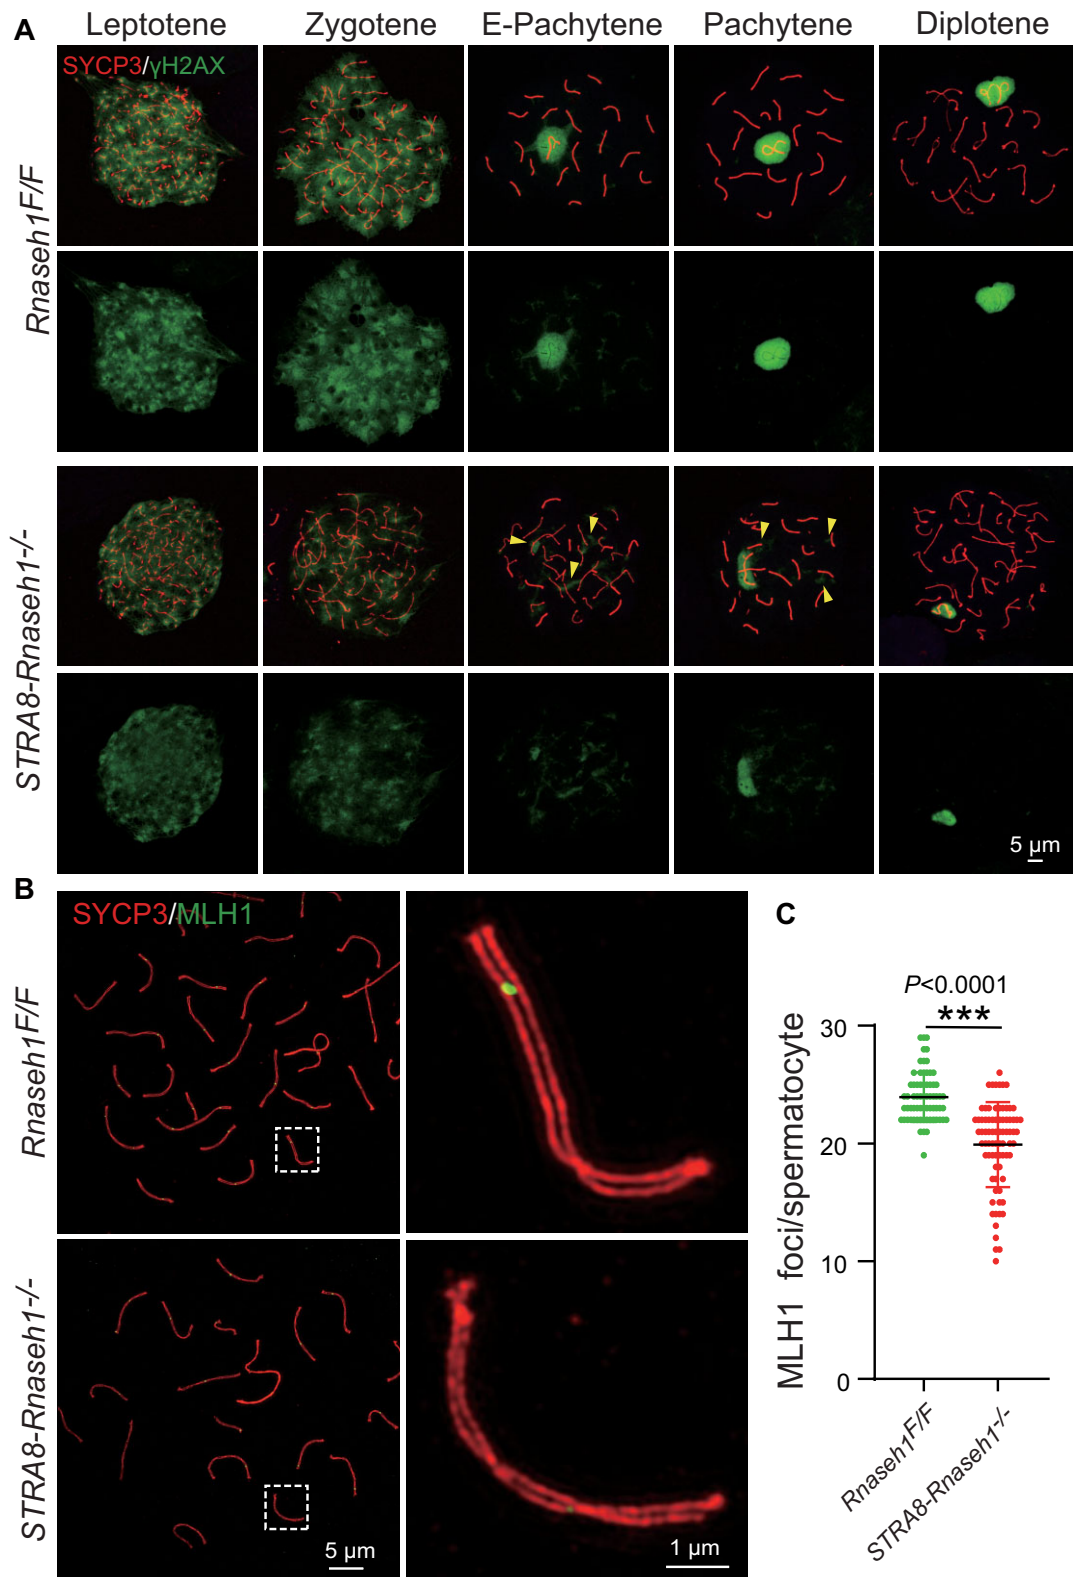 A
Leptotene Zygotene E-Pachytene Pachytene Diplotene
SYCP3/γH2AX
Rnaseh1F/F
STRA8-Rnaseh1-/-
5 µm
B
SYCP3/MLH1
Rnaseh1F/F
STRA8-Rnaseh1-/-
5 µm
1 µm
C
P<0.0001
***
MLH1 foci/spermatocyte
30
20
10
0
Rnaseh1F/F
STRA8-Rnaseh1-/-